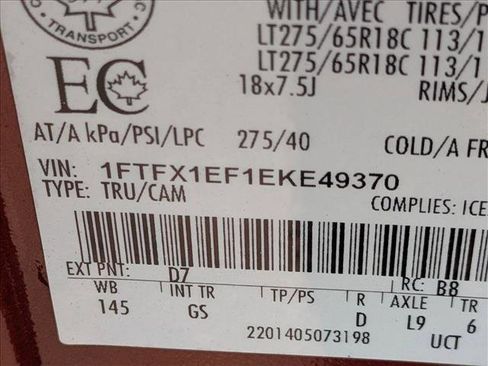 WITH/AVEC TIRES/P
TRANSPORT
LT275/65R18C 113/1
LT275/65R18C 113/1
EC
18x7.5J RIMS/J
AT/A kPa/PSI/LPC 275/40 COLD/A FR
VIN: 1FTFX1EF1EKE49370
TYPE: TRU/CAM
COMPLIES: ICE
EXT PNT: D7 RC: B8
WB INT TR TP/PS R AXLE TR
145 GS D L9 6
2201405073198 UCT